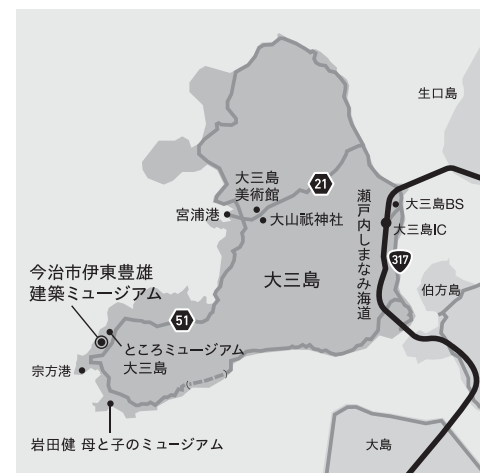 生口島
大三島
美術館
21
瀬戸内しまなみ海道
大三島BS
宮浦港
大山祇神社
大三島IC
317
大三島
今治市伊東豊雄
建築ミュージアム
伯方島
51
ところミュージアム
大三島
宗方港
岩田健 母と子のミュージアム
大島